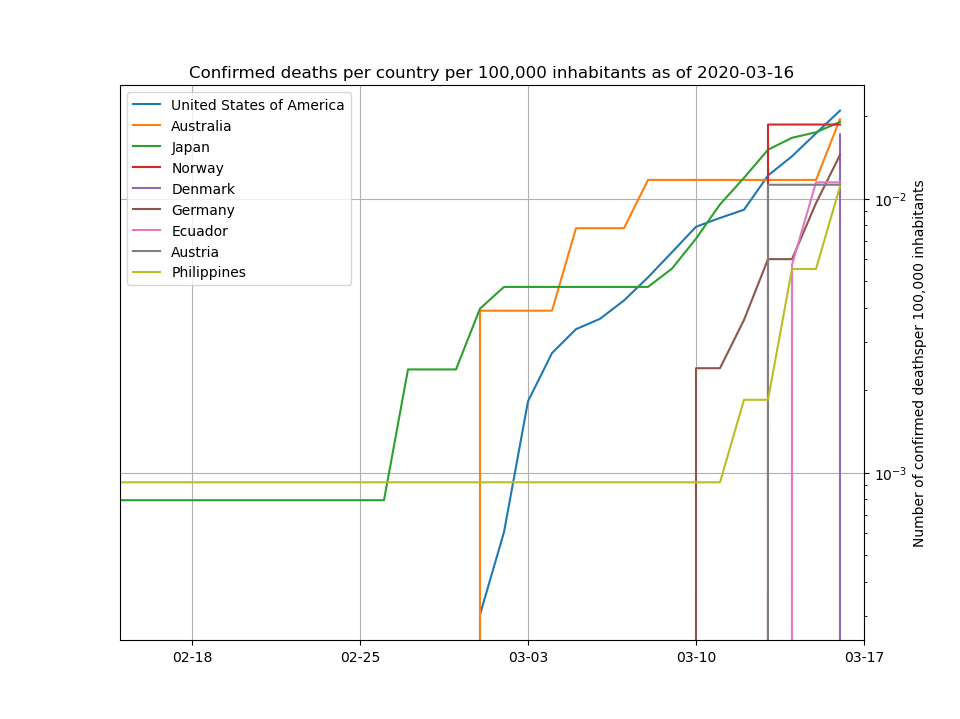 Confirmed deaths per country per 100,000 inhabitants as of 2020-03-16
United States of America
Australia
Japan
Norway
Denmark
Germany
Ecuador
Austria
Philippines
10⁻²
10⁻³
Number of confirmed deathsper 100,000 inhabitants
02-18
02-25
03-03
03-10
03-17